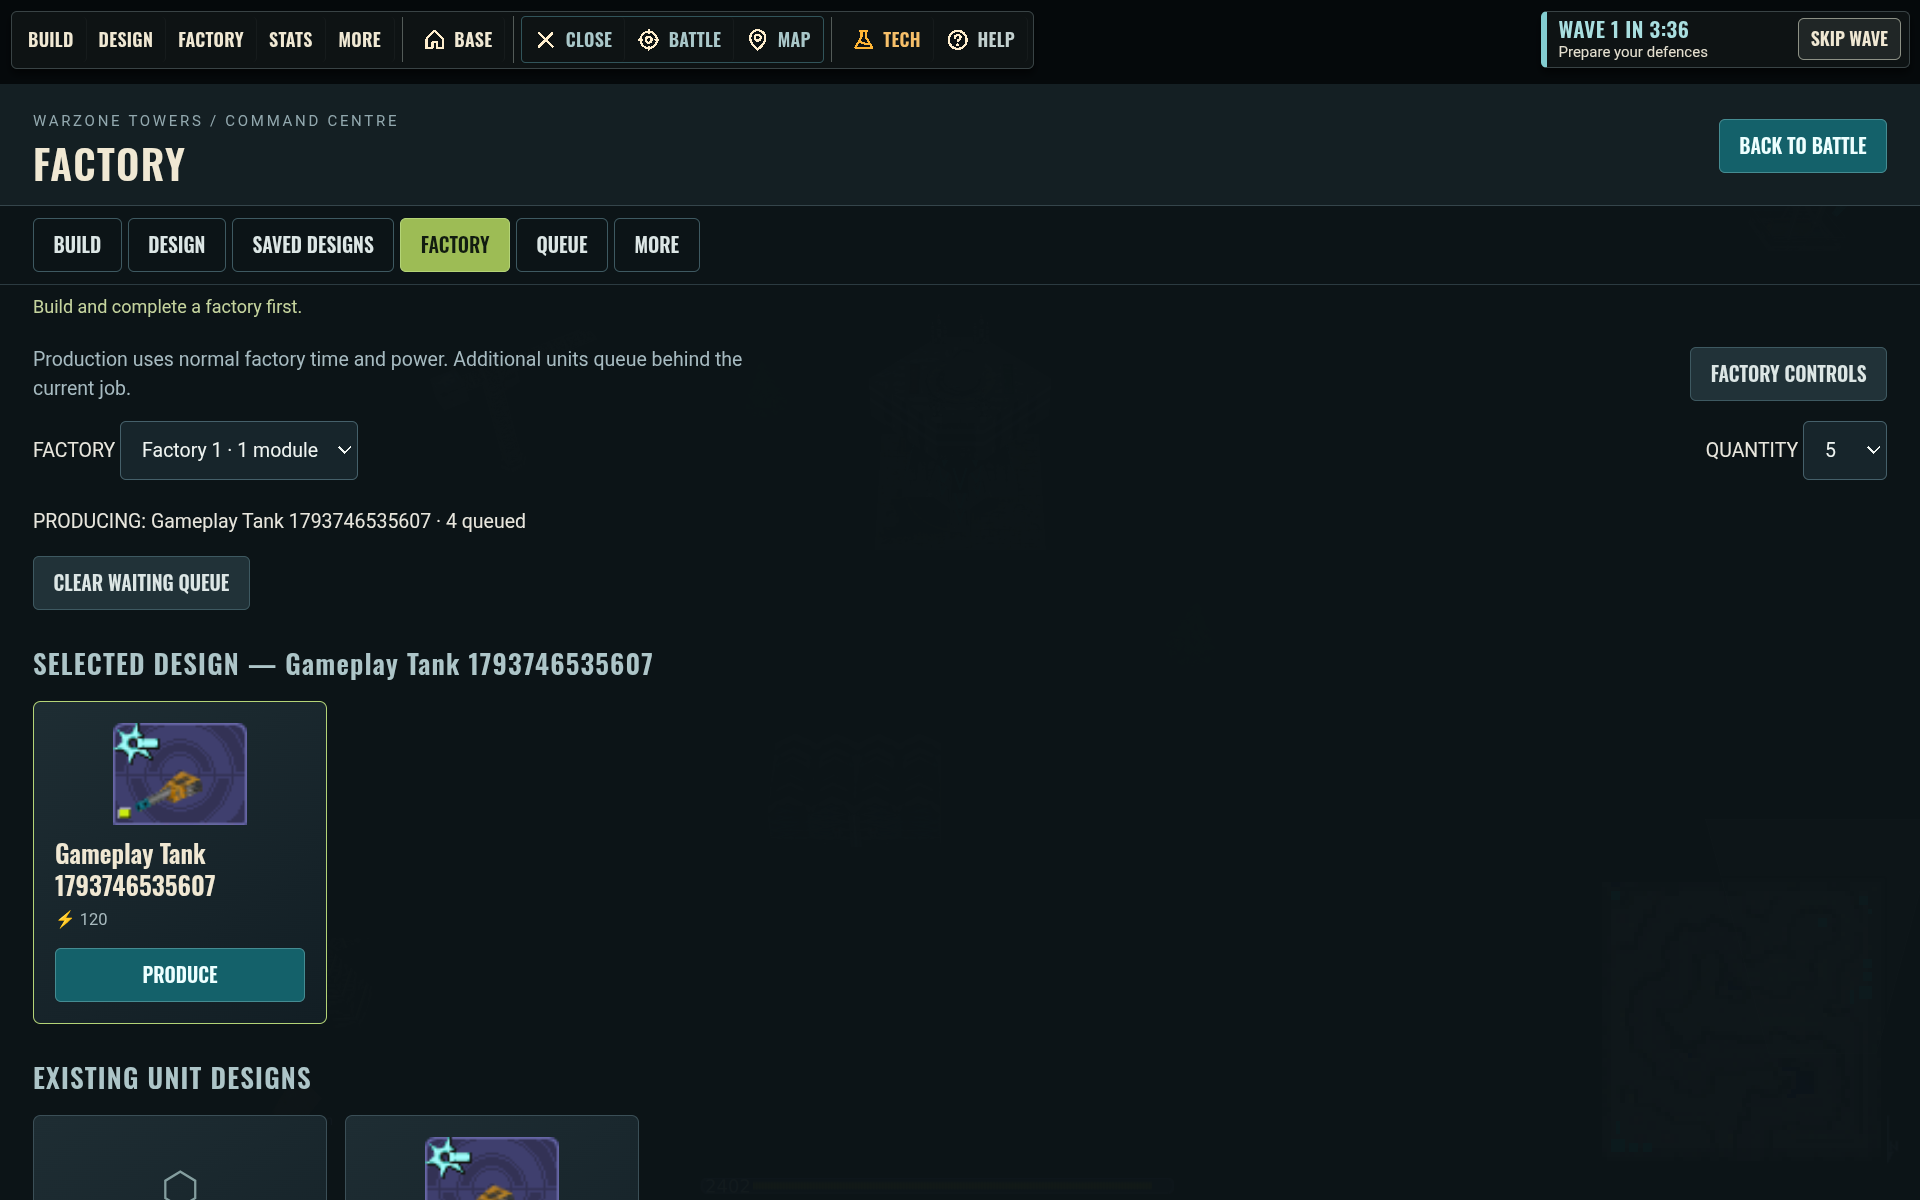 BUILD DESIGN FACTORY STATS MORE BASE CLOSE BATTLE MAP TECH HELP
WAVE 1 IN 3:36
Prepare your defences
SKIP WAVE
WARZONE TOWERS / COMMAND CENTRE
FACTORY
BACK TO BATTLE
BUILD DESIGN SAVED DESIGNS FACTORY QUEUE MORE
Build and complete a factory first.
Production uses normal factory time and power. Additional units queue behind the
current job.
FACTORY CONTROLS
FACTORY Factory 1 · 1 module
QUANTITY 5
PRODUCING: Gameplay Tank 1793746535607 · 4 queued
CLEAR WAITING QUEUE
SELECTED DESIGN — Gameplay Tank 1793746535607
Gameplay Tank
1793746535607
⚡ 120
PRODUCE
EXISTING UNIT DESIGNS
2402